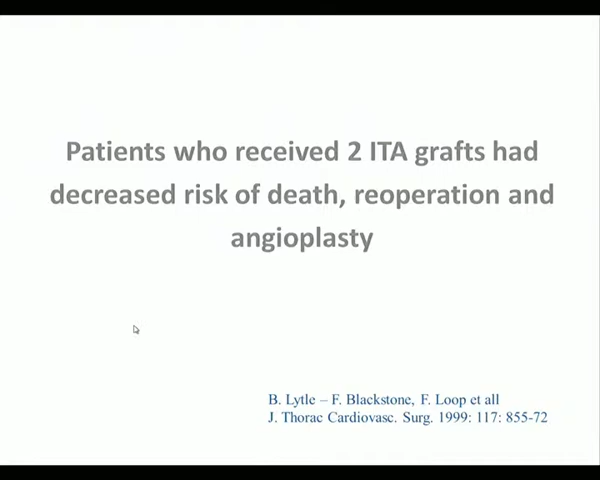 Patients who received 2 ITA grafts had
decreased risk of death, reoperation and
angioplasty
B. Lytle – F. Blackstone, F. Loop et all
J. Thorac Cardiovasc. Surg. 1999: 117: 855-72